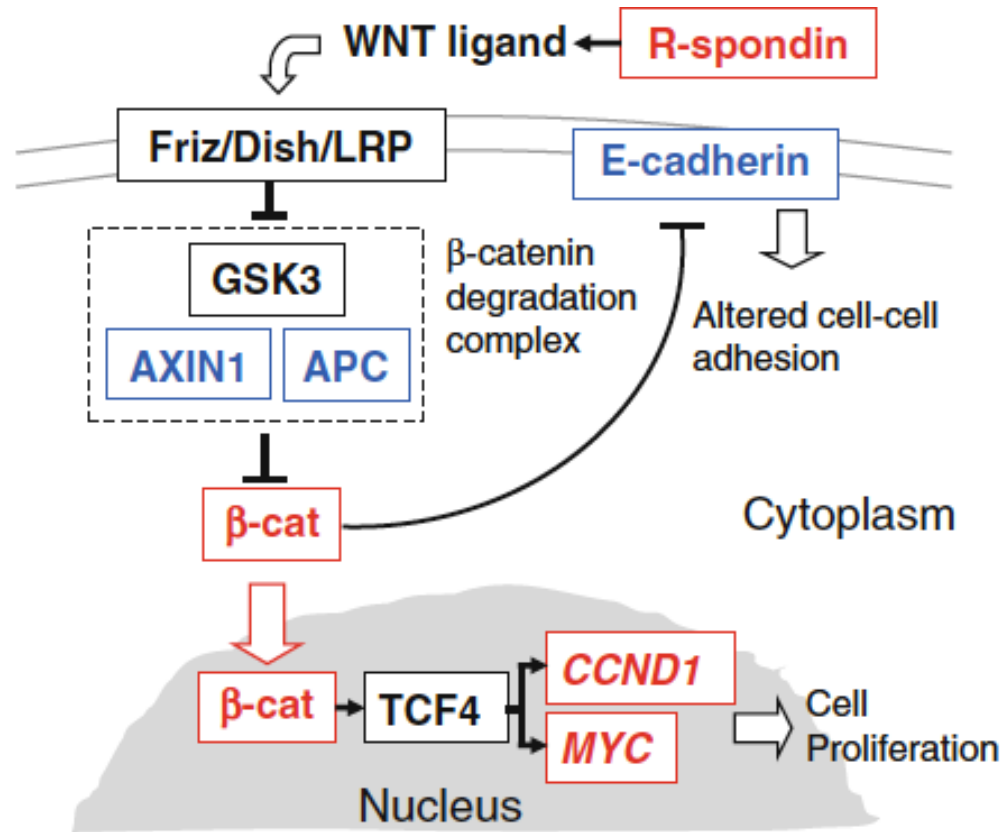 WNT ligand
R-spondin
Friz/Dish/LRP
E-cadherin
GSK3
β-catenin
degradation
complex
AXIN1
APC
Altered cell-cell
adhesion
β-cat
Cytoplasm
β-cat
TCF4
CCND1
MYC
Cell
Proliferation
Nucleus